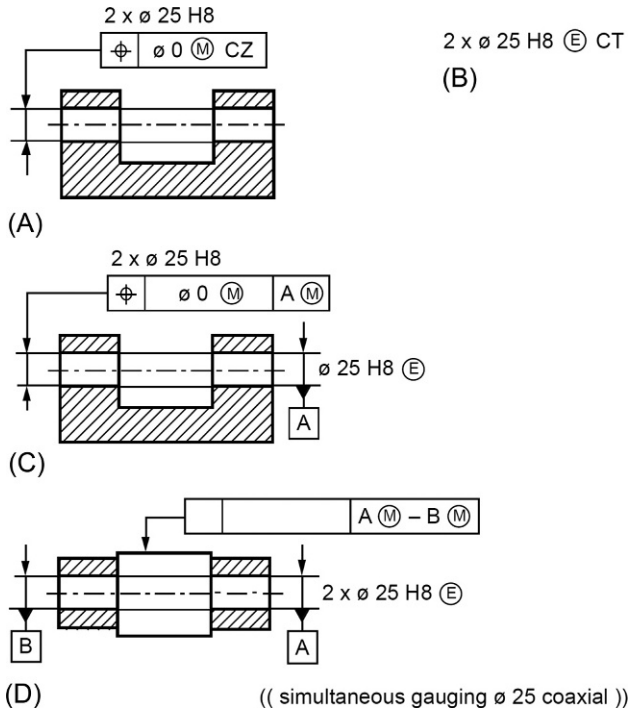 2 x ø 25 H8
⌖ ø 0 Ⓜ CZ
2 x ø 25 H8 Ⓔ CT
(B)
(A)
2 x ø 25 H8
⌖ ø 0 Ⓜ A Ⓜ
ø 25 H8 Ⓔ
A
(C)
A Ⓜ – B Ⓜ
2 x ø 25 H8 Ⓔ
B A
(D) (( simultaneous gauging ø 25 coaxial ))